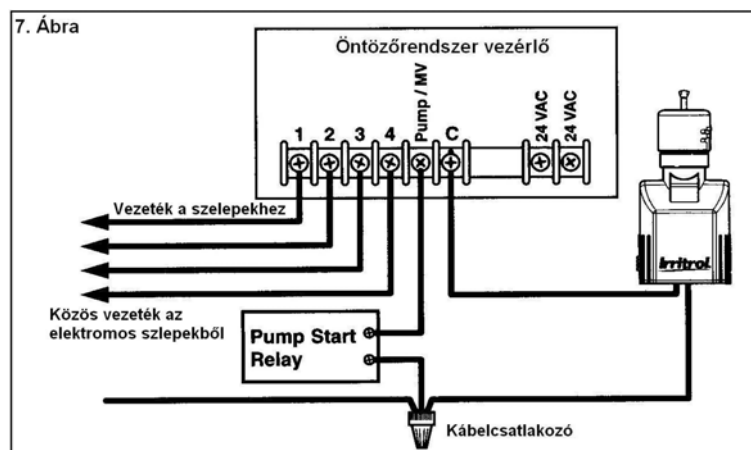 7. Ábra
Öntözőrendszer vezérlő
1
2
3
4
Pump / MV
C
24 VAC
24 VAC
Vezeték a szelepekhez
Irritrol
Közös vezeték az
elektromos szlepekből
Pump Start
Relay
Kábelcsatlakozó